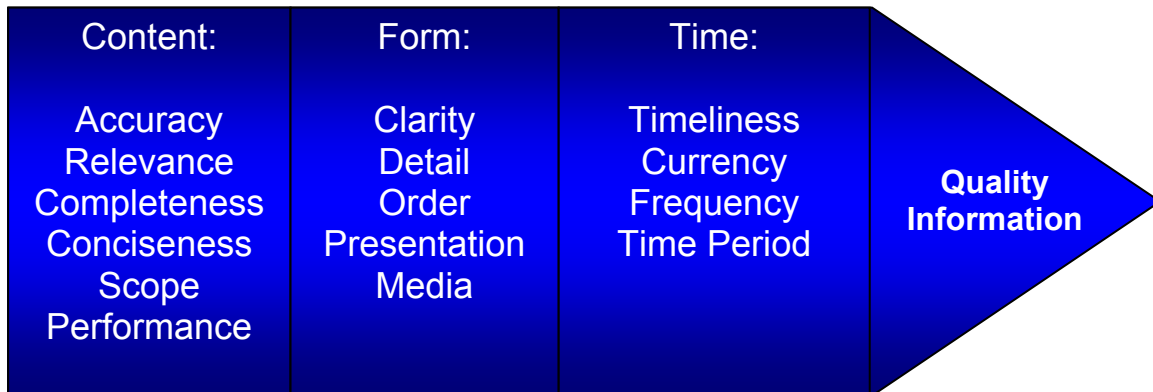 Content:
Accuracy
Relevance
Completeness
Conciseness
Scope
Performance
Form:
Clarity
Detail
Order
Presentation
Media
Time:
Timeliness
Currency
Frequency
Time Period
Quality
Information